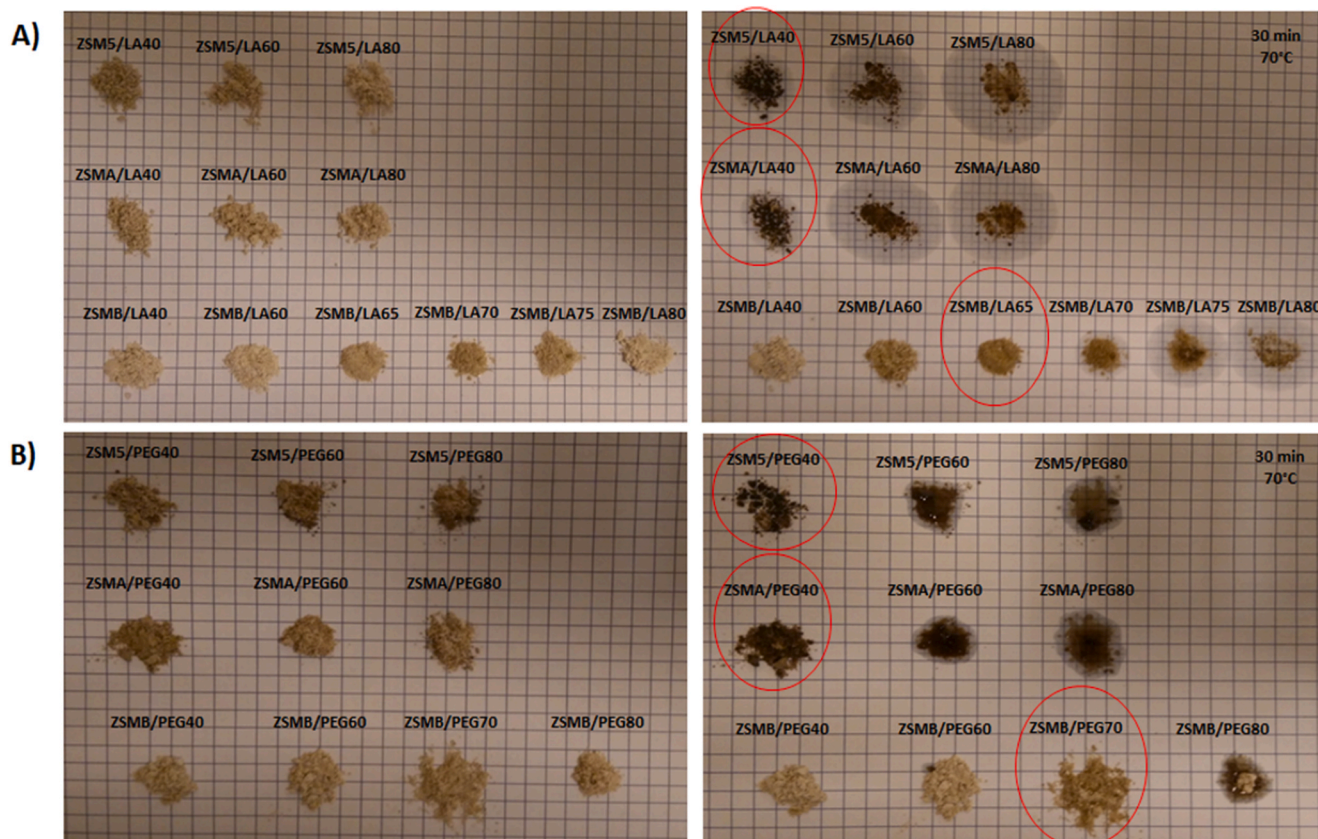 A)
ZSM5/LA40 ZSM5/LA60 ZSM5/LA80
ZSMA/LA40 ZSMA/LA60 ZSMA/LA80
ZSMB/LA40 ZSMB/LA60 ZSMB/LA65 ZSMB/LA70 ZSMB/LA75 ZSMB/LA80
ZSM5/LA40 ZSM5/LA60 ZSM5/LA80 30 min
70°C
ZSMA/LA40 ZSMA/LA60 ZSMA/LA80
ZSMB/LA40 ZSMB/LA60 ZSMB/LA65 ZSMB/LA70 ZSMB/LA75 ZSMB/LA80
B)
ZSM5/PEG40 ZSM5/PEG60 ZSM5/PEG80
ZSMA/PEG40 ZSMA/PEG60 ZSMA/PEG80
ZSMB/PEG40 ZSMB/PEG60 ZSMB/PEG70 ZSMB/PEG80
ZSM5/PEG40 ZSM5/PEG60 ZSM5/PEG80 30 min
70°C
ZSMA/PEG40 ZSMA/PEG60 ZSMA/PEG80
ZSMB/PEG40 ZSMB/PEG60 ZSMB/PEG70 ZSMB/PEG80